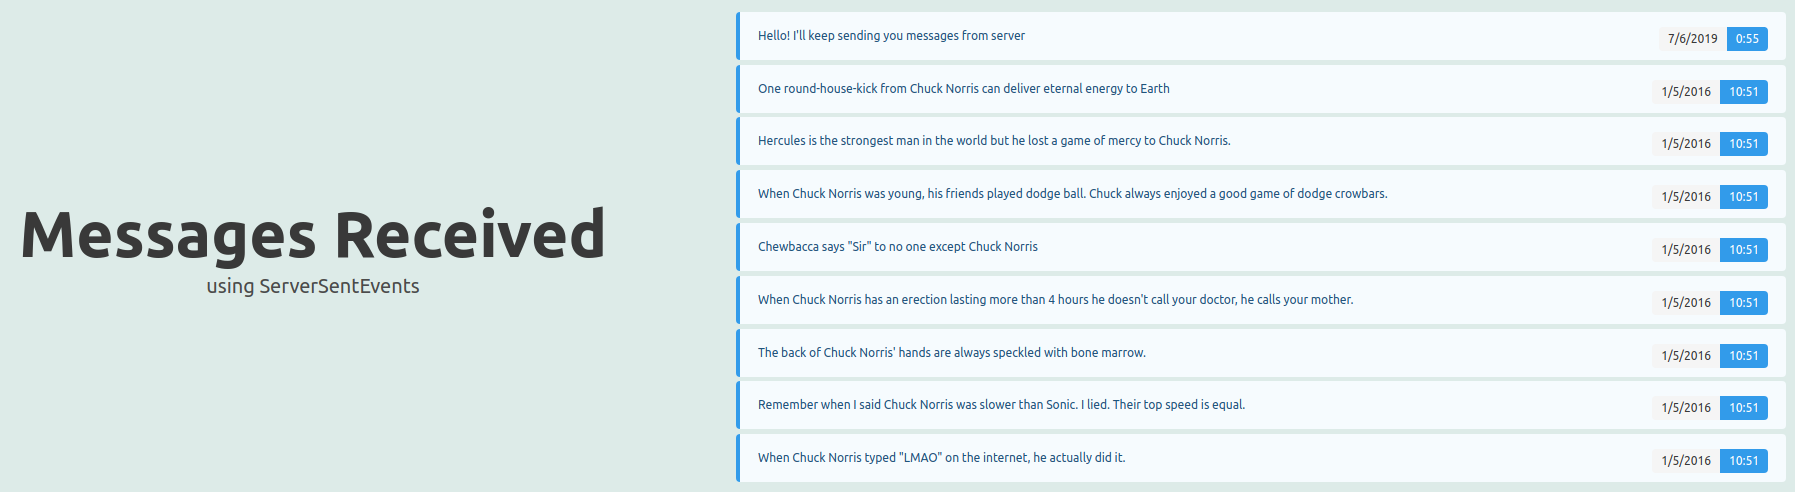 Messages Received
using ServerSentEvents
Hello! I'll keep sending you messages from server 7/6/2019 0:55
One round-house-kick from Chuck Norris can deliver eternal energy to Earth 1/5/2016 10:51
Hercules is the strongest man in the world but he lost a game of mercy to Chuck Norris. 1/5/2016 10:51
When Chuck Norris was young, his friends played dodge ball. Chuck always enjoyed a good game of dodge crowbars. 1/5/2016 10:51
Chewbacca says "Sir" to no one except Chuck Norris 1/5/2016 10:51
When Chuck Norris has an erection lasting more than 4 hours he doesn't call your doctor, he calls your mother. 1/5/2016 10:51
The back of Chuck Norris' hands are always speckled with bone marrow. 1/5/2016 10:51
Remember when I said Chuck Norris was slower than Sonic. I lied. Their top speed is equal. 1/5/2016 10:51
When Chuck Norris typed "LMAO" on the internet, he actually did it. 1/5/2016 10:51